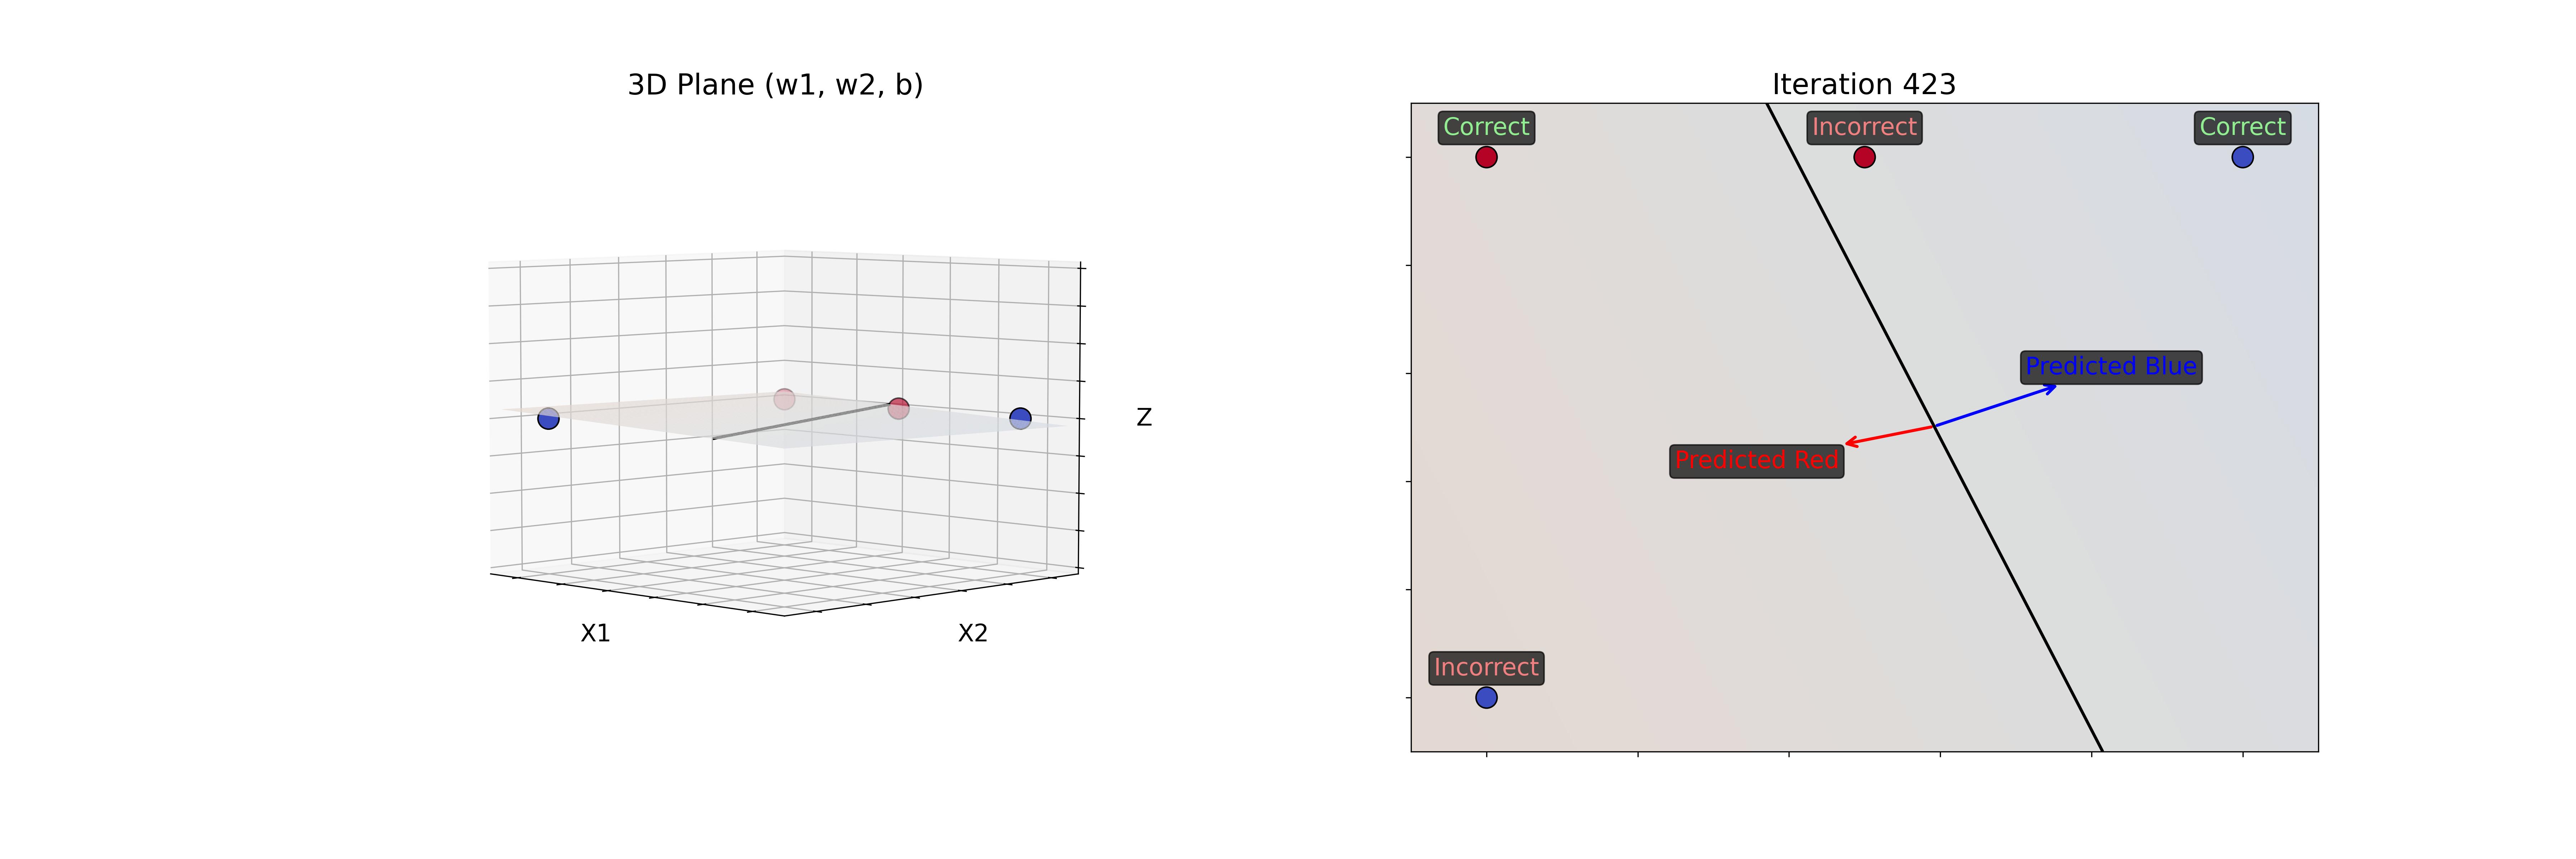 3D Plane (w1, w2, b)
Z
X1
X2
Iteration 423
Correct
Incorrect
Correct
Predicted Blue
Predicted Red
Incorrect